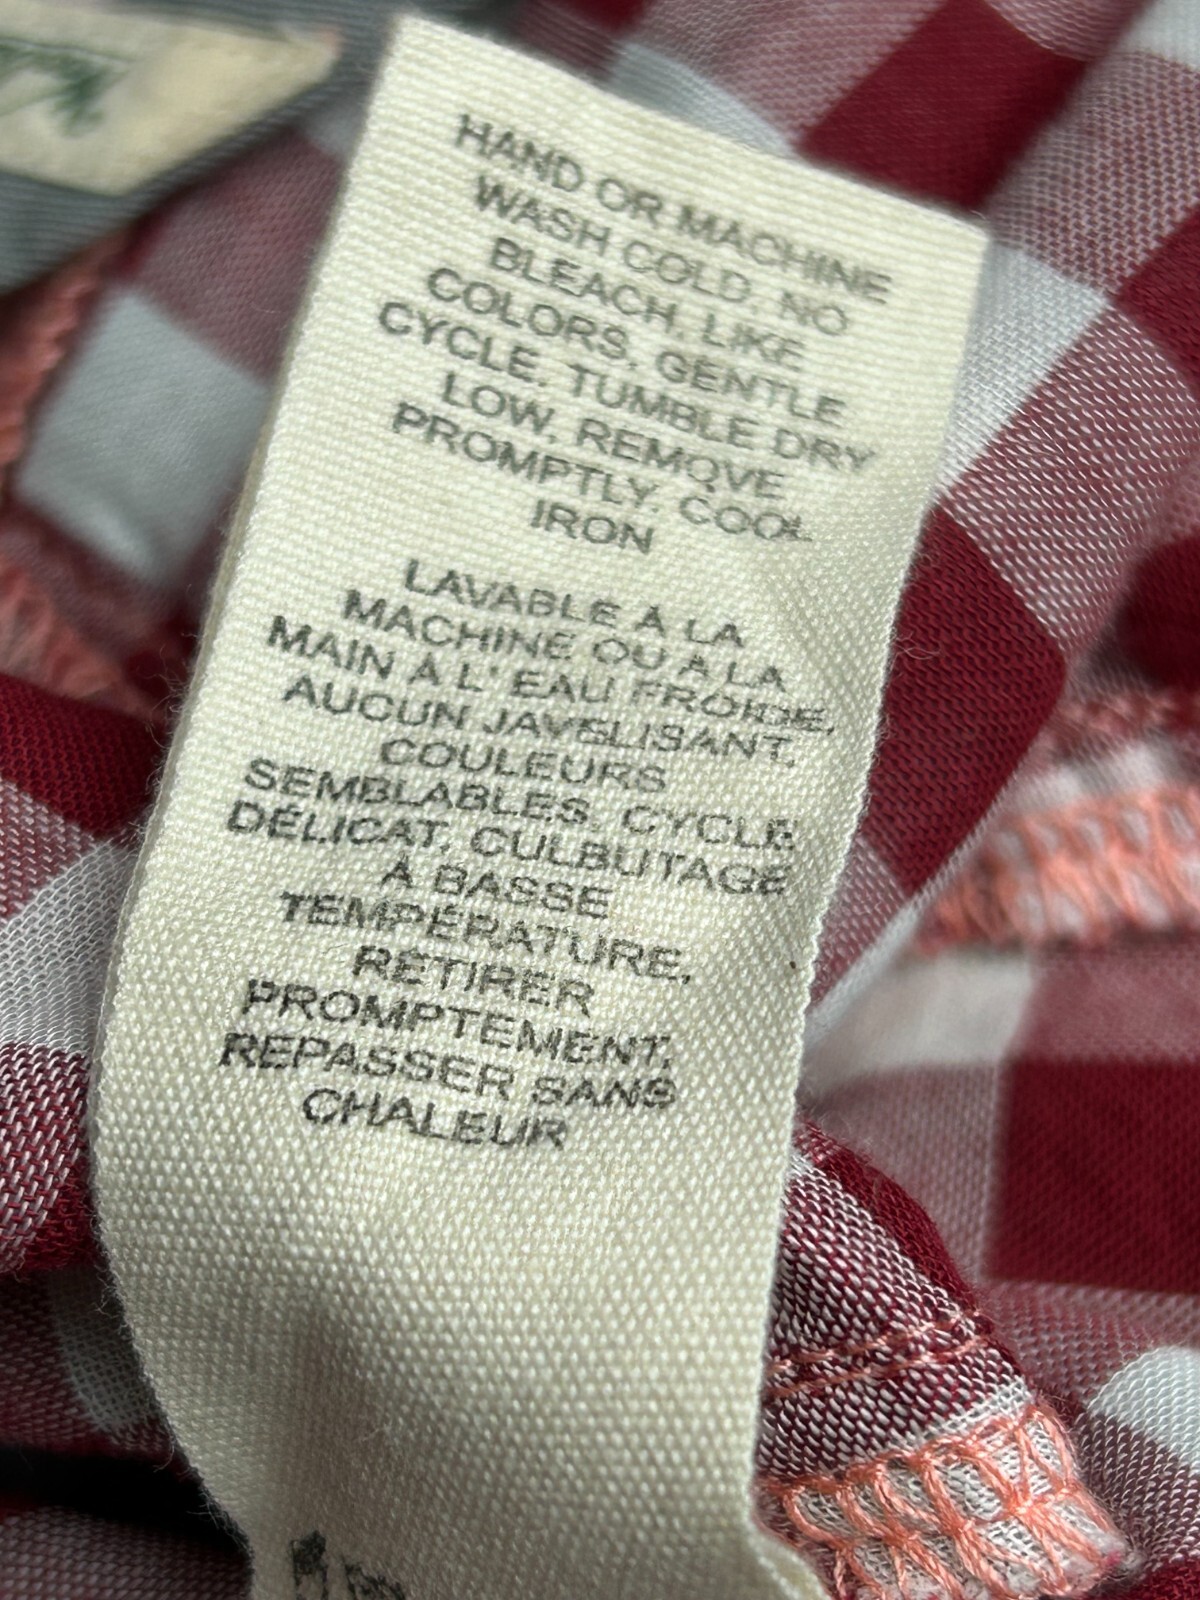 HAND OR MACHINE
WASH COLD, NO
BLEACH, LIKE
COLORS, GENTLE
CYCLE, TUMBLE DRY
LOW, REMOVE
PROMPTLY, COOL
IRON
LAVABLE À LA
MACHINE OU A LA
MAIN À L' EAU FROIDE,
AUCUN JAVELISANT,
COULEURS
SEMBLABLES, CYCLE
DÉLICAT, CULBUTAGE
À BASSE
TEMPÉRATURE,
RETIRER
PROMPTEMENT,
REPASSER SANS
CHALEUR